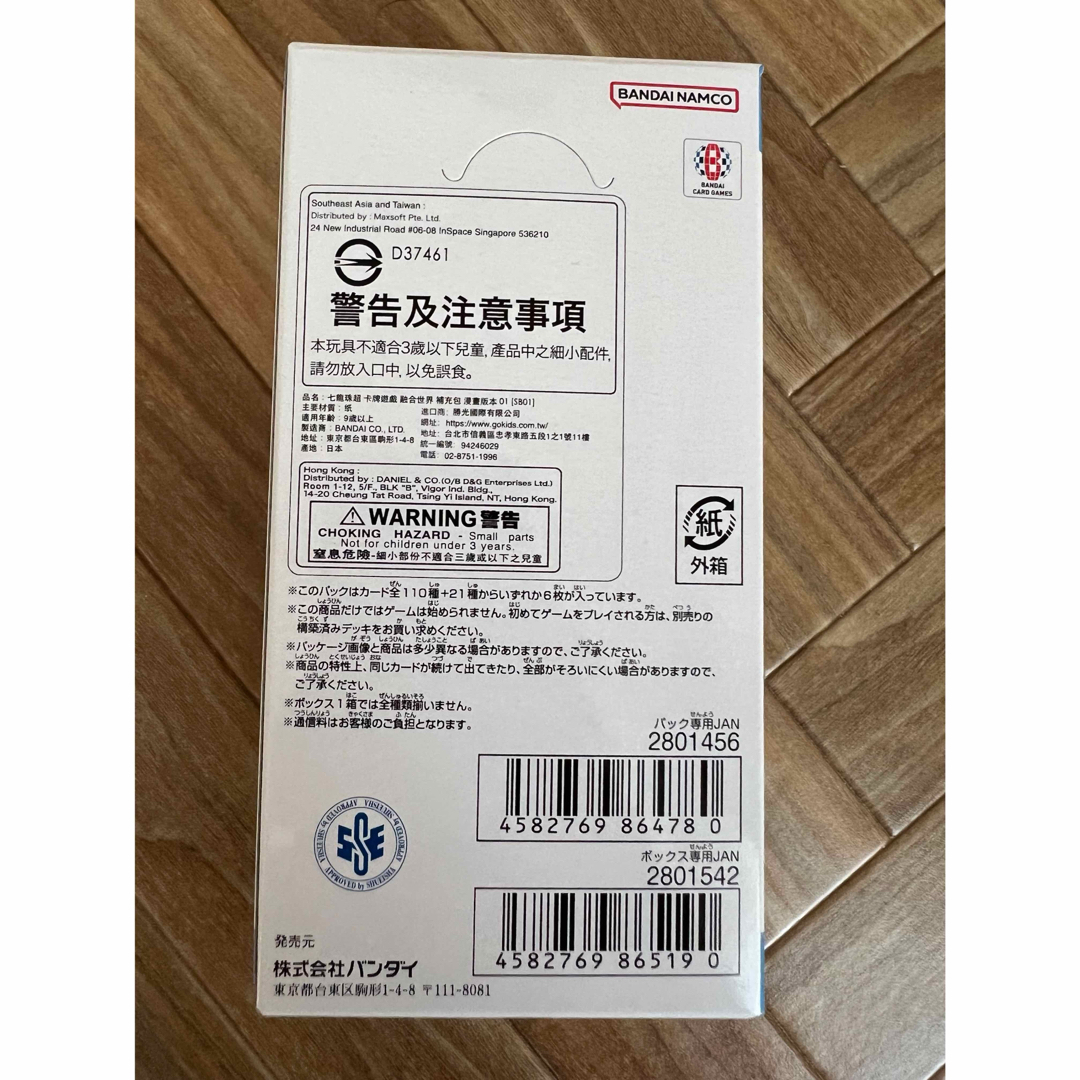 BANDAI NAMCO
BANDAI
CARD GAMES
Southeast Asia and Taiwan :
Distributed by : Maxsoft Pte. Ltd.
24 New Industrial Road #06-08 InSpace Singapore 536210
D37461
警告及注意事項
本玩具不適合3歲以下兒童, 產品中之細小配件,
請勿放入口中, 以免誤食。
品名 : 七龍珠超 卡牌遊戲 融合世界 補充包 漫畫版本 01 [SB01]
主要材質 : 紙
適用年齡 : 9歲以上
製造商 : BANDAI CO., LTD.
地址 : 東京都台東區駒形1-4-8
產地 : 日本
進口商: 勝光國際有限公司
網址: https://www.gokids.com.tw/
地址: 台北市信義區忠孝東路五段1之1號11樓
統一編號: 94246029
電話: 02-8751-1996
Hong Kong :
Distributed by : DANIEL & CO.(O/B D&G Enterprises Ltd.)
Room 1-12, 5/F., BLK "B", Vigor Ind. Bldg.,
14-20 Cheung Tat Road, Tsing Yi Island, NT, Hong Kong.
WARNING 警告
CHOKING HAZARD - Small parts
Not for children under 3 years.
窒息危險-細小部份不適合三歲或以下之兒童
紙
外箱
※このパックはカード全110種+21種からいずれか6枚が入っています。
※この商品だけではゲームは始められません。初めてゲームをプレイされる方は、別売りの
構築済みデッキをお買い求めください。
※パッケージ画像と商品は多少異なる場合がありますので、ご了承ください。
※商品の特性上、同じカードが続けて出てきたり、全部がそろいにくい場合がありますので、
ご了承ください。
※ボックス1箱では全種類揃いません。
※通信料はお客様のご負担となります。
パック専用JAN
2801456
4582769 864780
ボックス専用JAN
2801542
4582769 865190
APPROVED by SHUEISHA
発売元
株式会社バンダイ
東京都台東区駒形1-4-8 〒111-8081